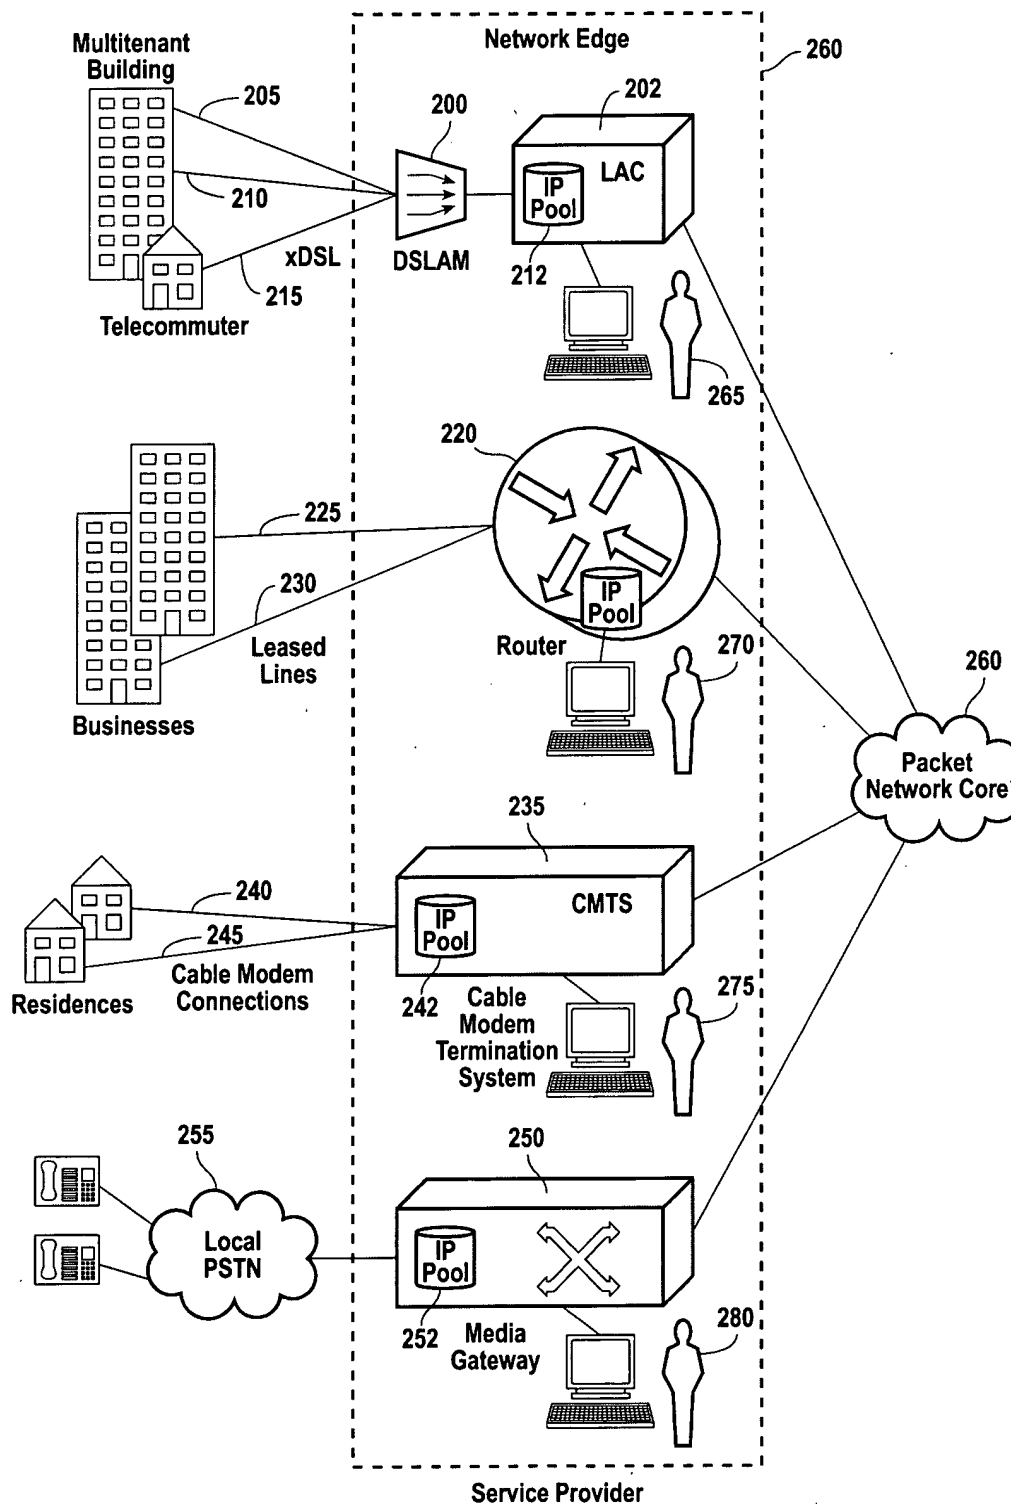 Network Edge
260
Multitenant
Building
205
200
202
LAC
IP
Pool
210
212
xDSL
DSLAM
215
Telecommuter
265
220
225
230
IP
Pool
Leased
Lines
Router
270
Businesses
260
Packet
Network Core
235
CMTS
240
IP
Pool
245
Cable Modem
Connections
Residences
242
Cable
Modem
Termination
System
275
255
250
Local
PSTN
IP
Pool
252
Media
Gateway
280
Service Provider